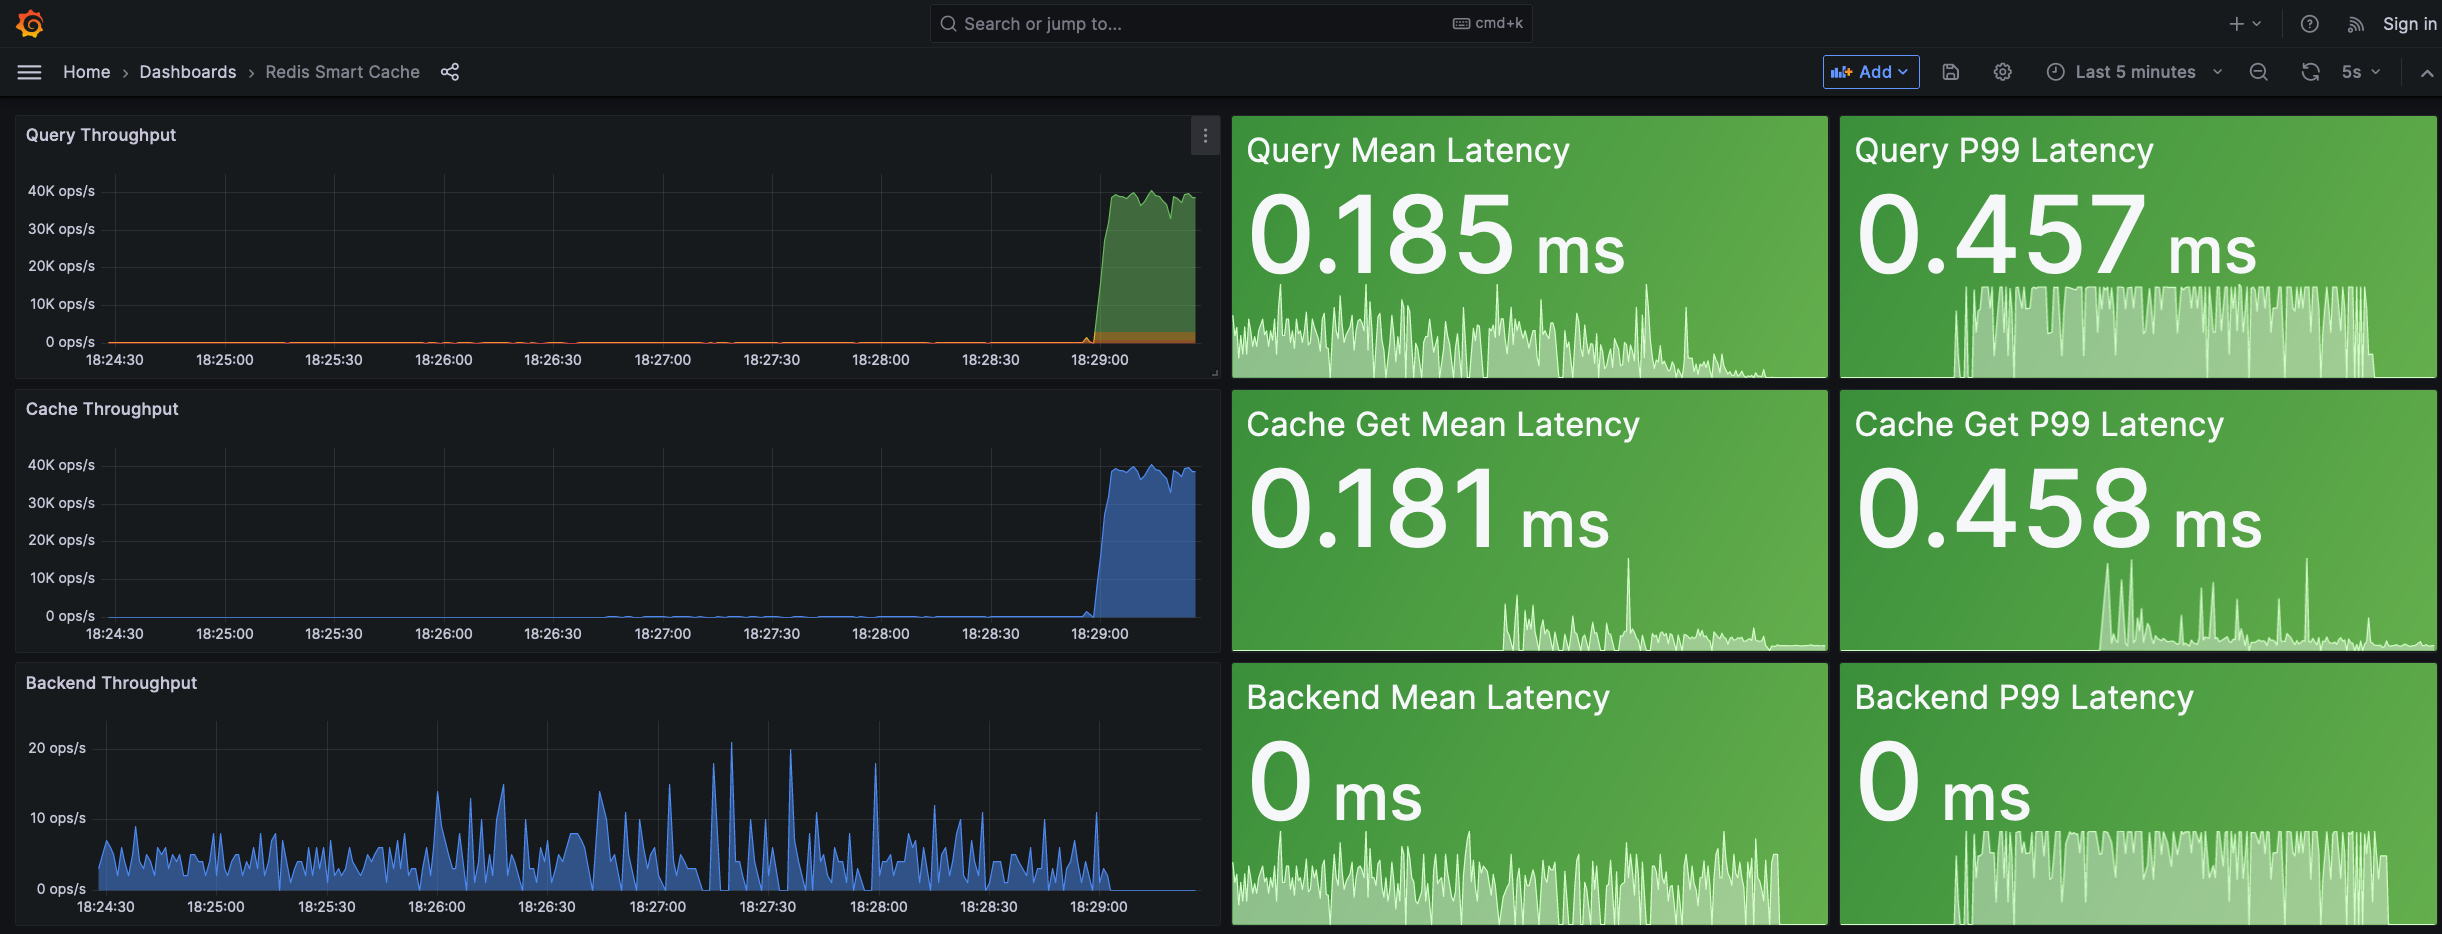 Search or jump to...
cmd+k
Sign in
Home › Dashboards › Redis Smart Cache
Add
Last 5 minutes
5s
Query Throughput
40K ops/s
30K ops/s
20K ops/s
10K ops/s
0 ops/s
18:24:30 18:25:00 18:25:30 18:26:00 18:26:30 18:27:00 18:27:30 18:28:00 18:28:30 18:29:00
Query Mean Latency
0.185 ms
Query P99 Latency
0.457 ms
Cache Throughput
40K ops/s
30K ops/s
20K ops/s
10K ops/s
0 ops/s
18:24:30 18:25:00 18:25:30 18:26:00 18:26:30 18:27:00 18:27:30 18:28:00 18:28:30 18:29:00
Cache Get Mean Latency
0.181 ms
Cache Get P99 Latency
0.458 ms
Backend Throughput
20 ops/s
10 ops/s
0 ops/s
18:24:30 18:25:00 18:25:30 18:26:00 18:26:30 18:27:00 18:27:30 18:28:00 18:28:30 18:29:00
Backend Mean Latency
0 ms
Backend P99 Latency
0 ms